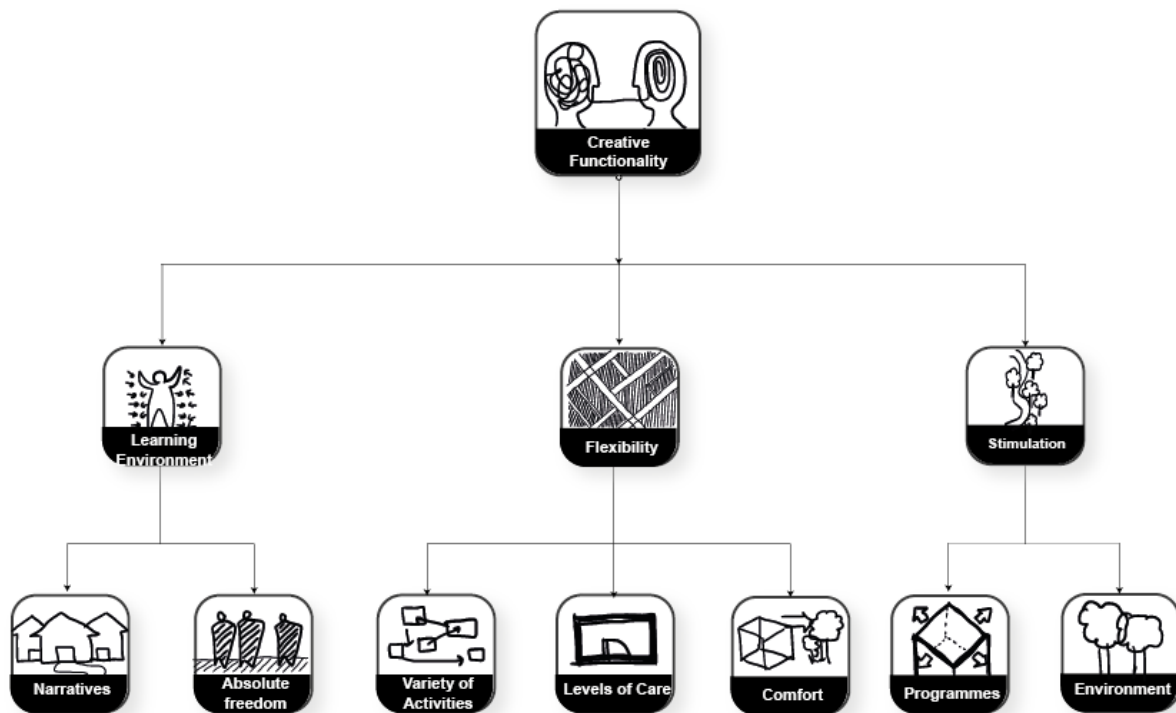 Creative
Functionality
Learning
Environment
Flexibility
Stimulation
Narratives
Absolute
freedom
Variety of
Activities
Levels of Care
Comfort
Programmes
Environment